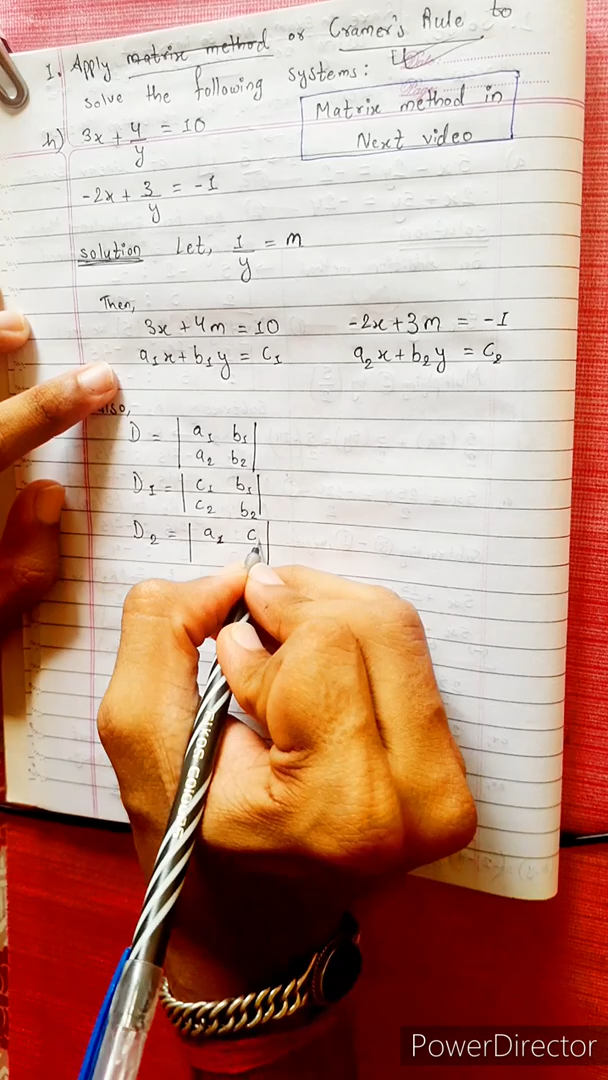 1. Apply matrix method or Cramer's Rule to
solve the following systems:
Matrix method in
Next video
h) 3x + 4/y = 10
-2x + 3/y = -1
solution Let, 1/y = m
Then,
3x + 4m = 10 -2x + 3m = -1
a₁x + b₁y = c₁ a₂x + b₂y = c₂
D = | a₁ b₁ |
| a₂ b₂ |
D₁ = | c₁ b₁ |
| c₂ b₂ |
D₂ = | a₁ c |
PowerDirector